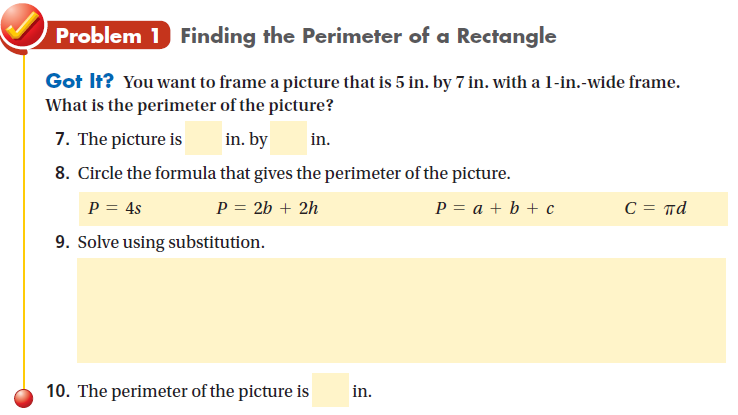 Problem 1 Finding the Perimeter of a Rectangle
Got It? You want to frame a picture that is 5 in. by 7 in. with a 1-in.-wide frame.
What is the perimeter of the picture?
7. The picture is in. by in.
8. Circle the formula that gives the perimeter of the picture.
P = 4s P = 2b + 2h P = a + b + c C = πd
9. Solve using substitution.
10. The perimeter of the picture is in.